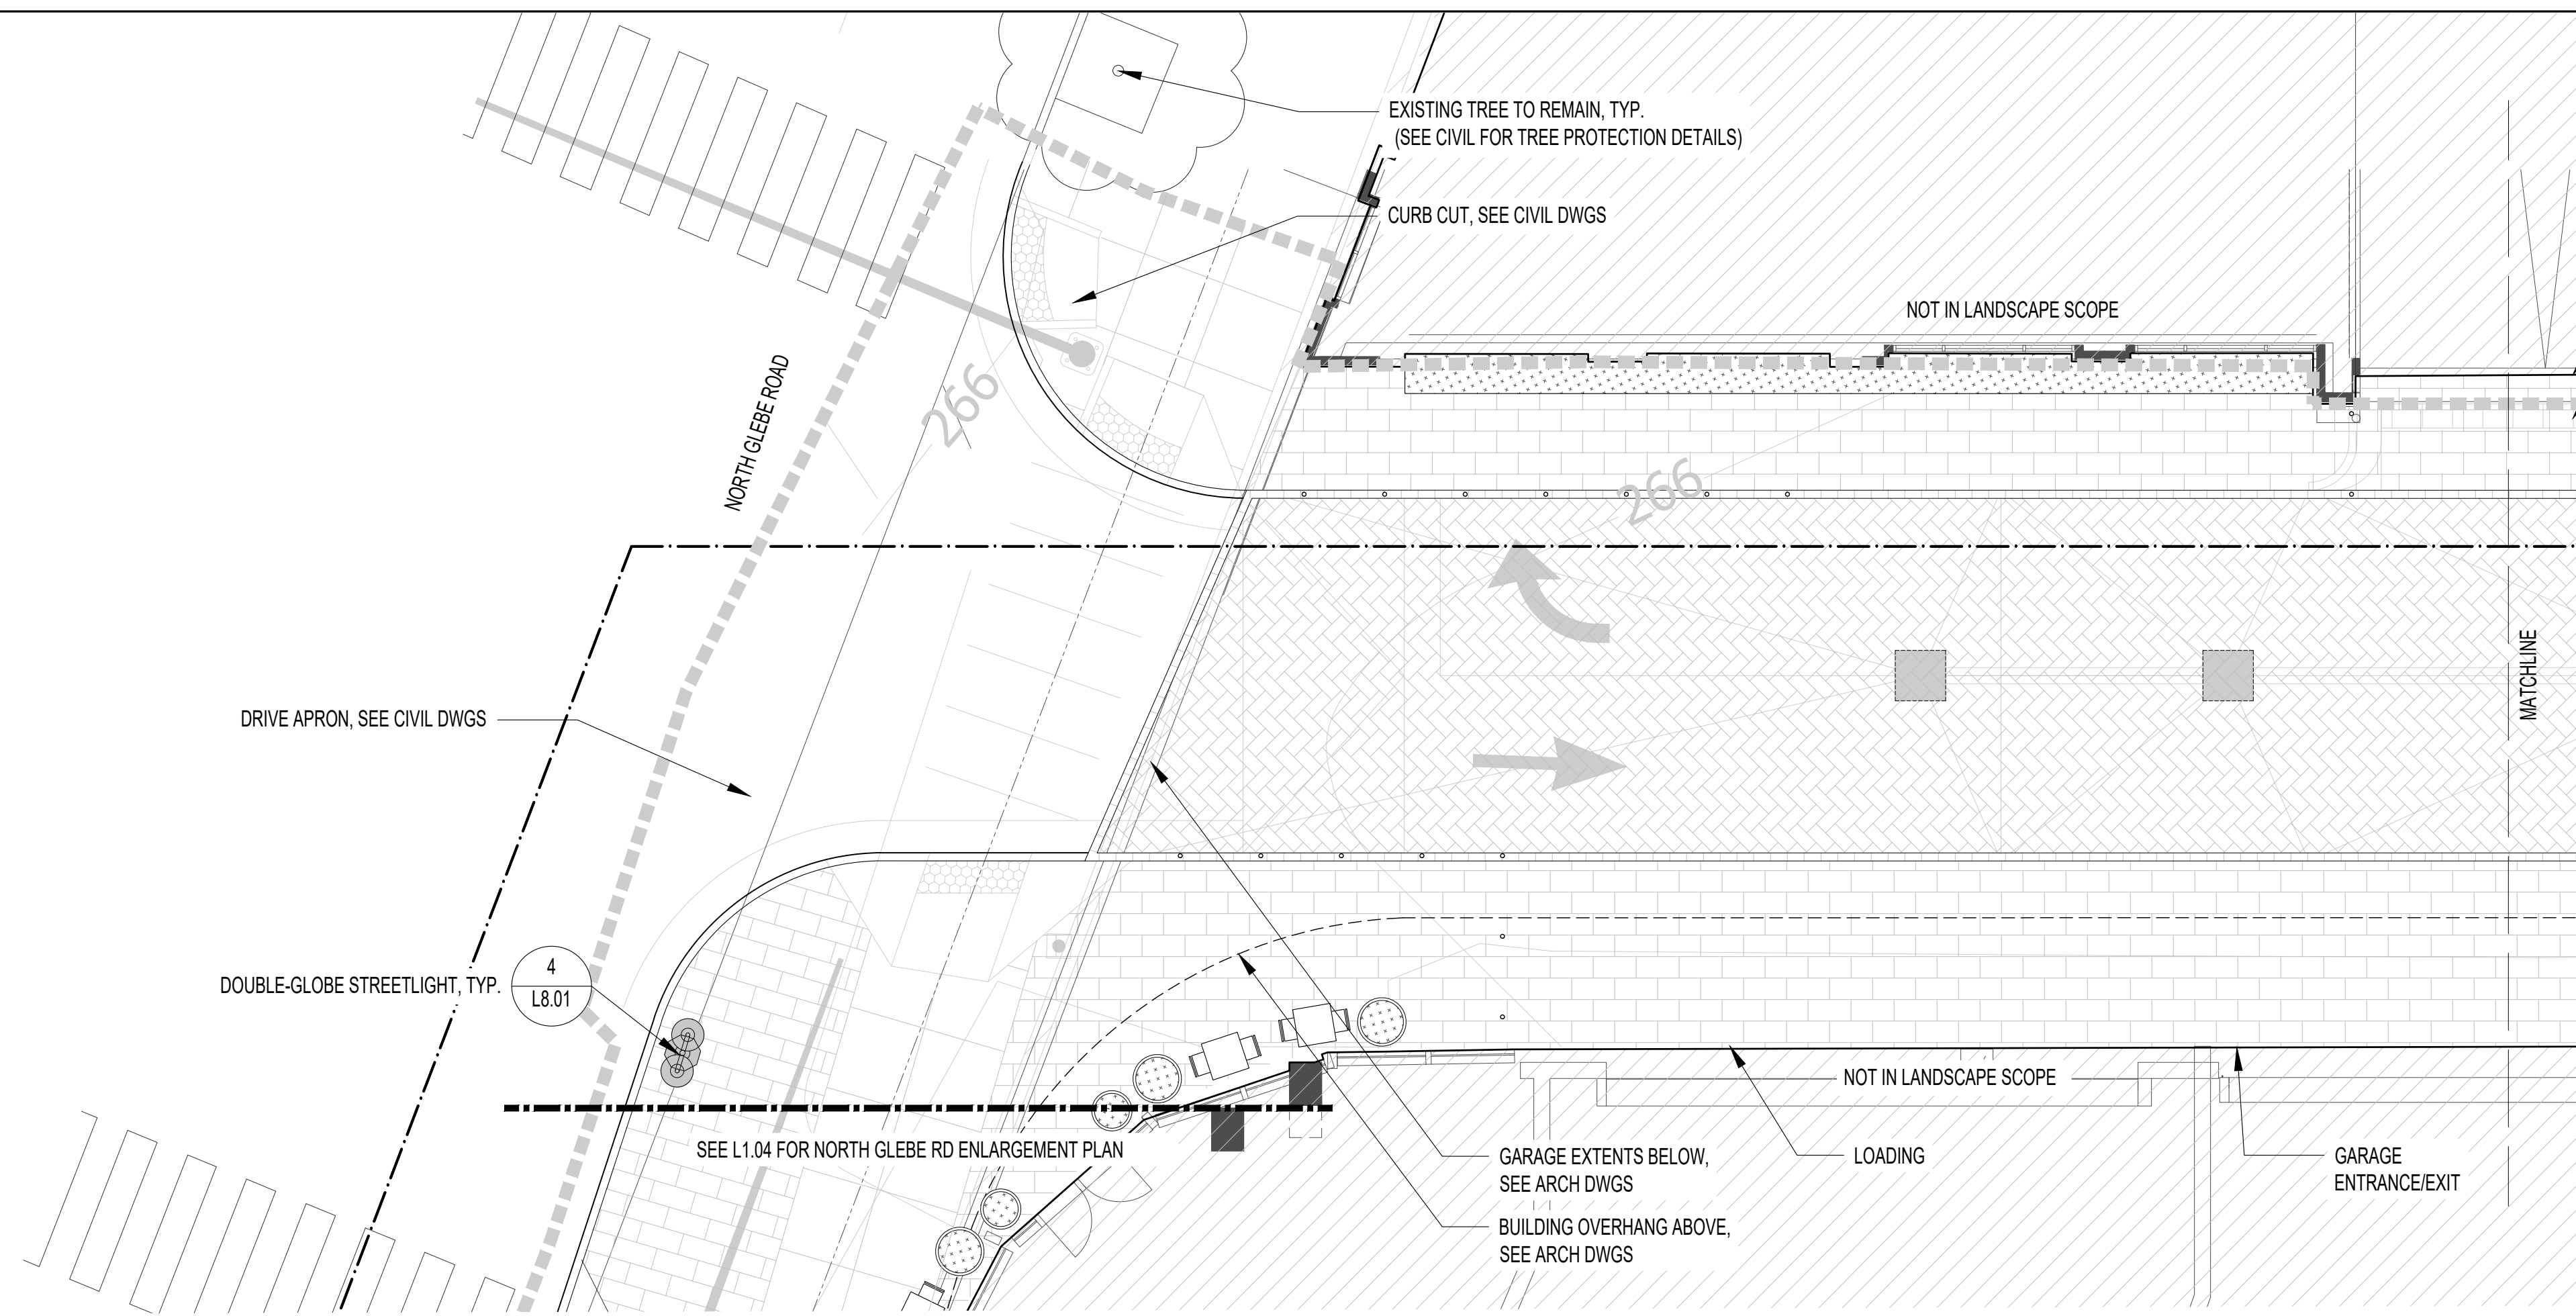 EXISTING TREE TO REMAIN, TYP.
(SEE CIVIL FOR TREE PROTECTION DETAILS)
CURB CUT, SEE CIVIL DWGS
NOT IN LANDSCAPE SCOPE
NORTH GLEBE ROAD
266
266
MATCHLINE
DRIVE APRON, SEE CIVIL DWGS
DOUBLE-GLOBE STREETLIGHT, TYP.
4
L8.01
NOT IN LANDSCAPE SCOPE
SEE L1.04 FOR NORTH GLEBE RD ENLARGEMENT PLAN
GARAGE EXTENTS BELOW,
SEE ARCH DWGS
LOADING
GARAGE
ENTRANCE/EXIT
BUILDING OVERHANG ABOVE,
SEE ARCH DWGS